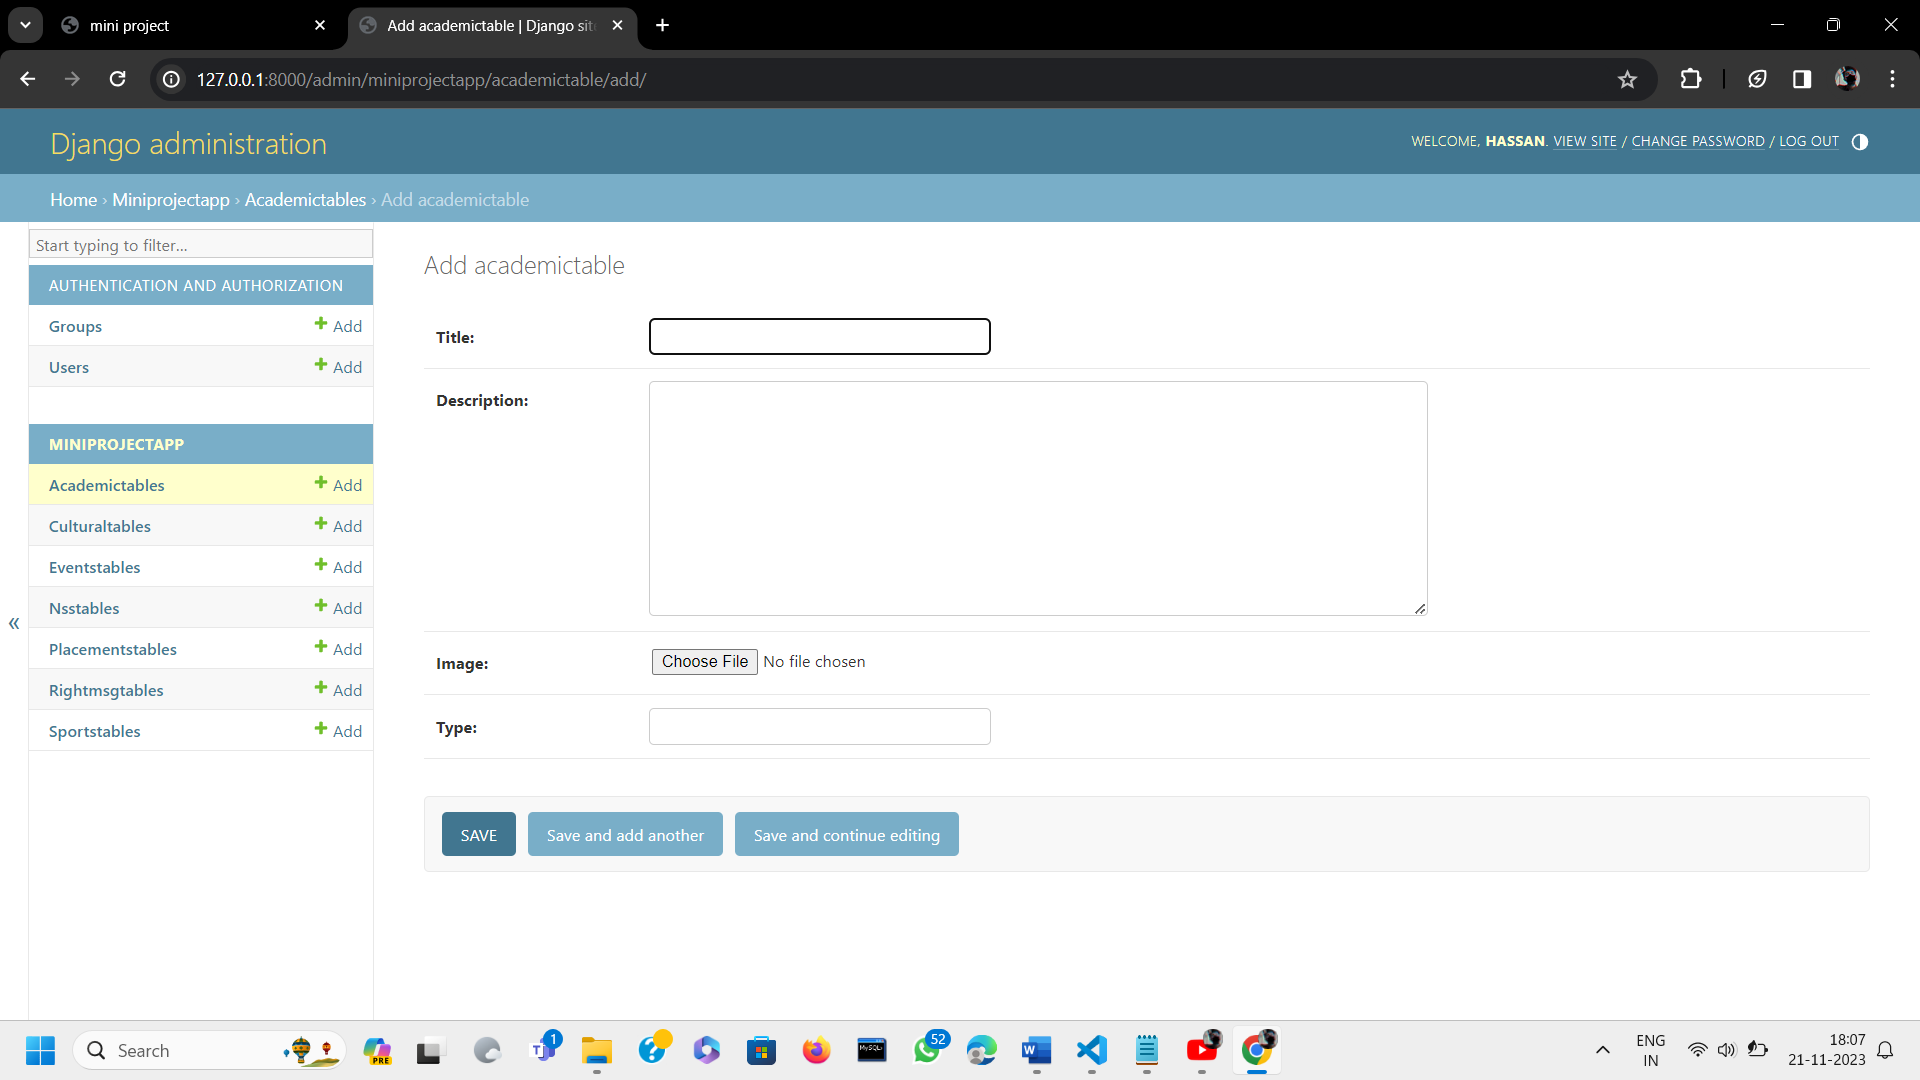 mini project
Add academictable | Django sit
127.0.0.1:8000/admin/miniprojectapp/academictable/add/
Django administration
WELCOME, HASSAN. VIEW SITE / CHANGE PASSWORD / LOG OUT
Home › Miniprojectapp › Academictables › Add academictable
Start typing to filter...
AUTHENTICATION AND AUTHORIZATION
Groups Add
Users Add
MINIPROJECTAPP
Academictables Add
Culturaltables Add
Eventstables Add
Nsstables Add
Placementstables Add
Rightmsgtables Add
Sportstables Add
«
Add academictable
Title:
Description:
Image: Choose File No file chosen
Type:
SAVE Save and add another Save and continue editing
Search
PRE
1
MySQL
52
ENG
IN
18:07
21-11-2023